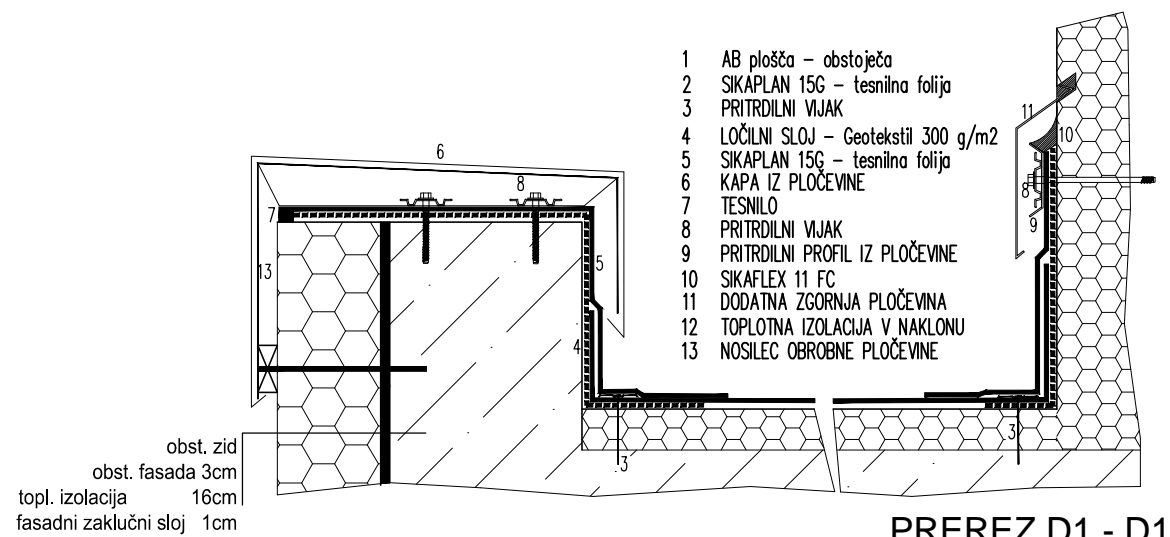 1 AB plošča – obstoječa
2 SIKAPLAN 15G – tesnilna folija
3 PRITRDILNI VIJAK
4 LOČILNI SLOJ – Geotekstil 300 g/m2
5 SIKAPLAN 15G – tesnilna folija
6 KAPA IZ PLOČEVINE
7 TESNILO
8 PRITRDILNI VIJAK
9 PRITRDILNI PROFIL IZ PLOČEVINE
10 SIKAFLEX 11 FC
11 DODATNA ZGORNJA PLOČEVINA
12 TOPLOTNA IZOLACIJA V NAKLONU
13 NOSILEC OBROBNE PLOČEVINE
6
8
7
13
5
4
3
3
11
10
8
9
obst. zid
obst. fasada 3cm
topl. izolacija 16cm
fasadni zaključni sloj 1cm
PREREZ D1 - D1